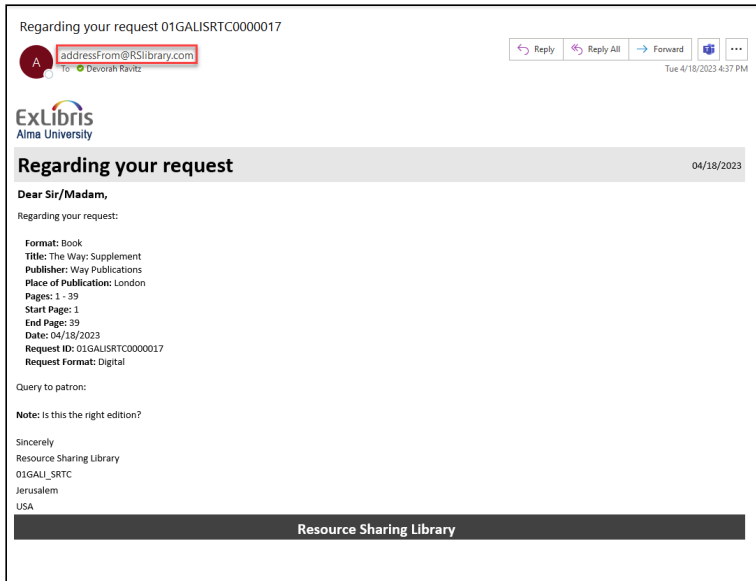 Regarding your request 01GALISRTC0000017
A
addressFrom@RSlibrary.com
To Devorah Ravitz
Reply
Reply All
Forward
Tue 4/18/2023 4:37 PM
ExLibris
Alma University
Regarding your request
04/18/2023
Dear Sir/Madam,
Regarding your request:
Format: Book
Title: The Way: Supplement
Publisher: Way Publications
Place of Publication: London
Pages: 1 - 39
Start Page: 1
End Page: 39
Date: 04/18/2023
Request ID: 01GALISRTC0000017
Request Format: Digital
Query to patron:
Note: Is this the right edition?
Sincerely
Resource Sharing Library
01GALI_SRTC
Jerusalem
USA
Resource Sharing Library